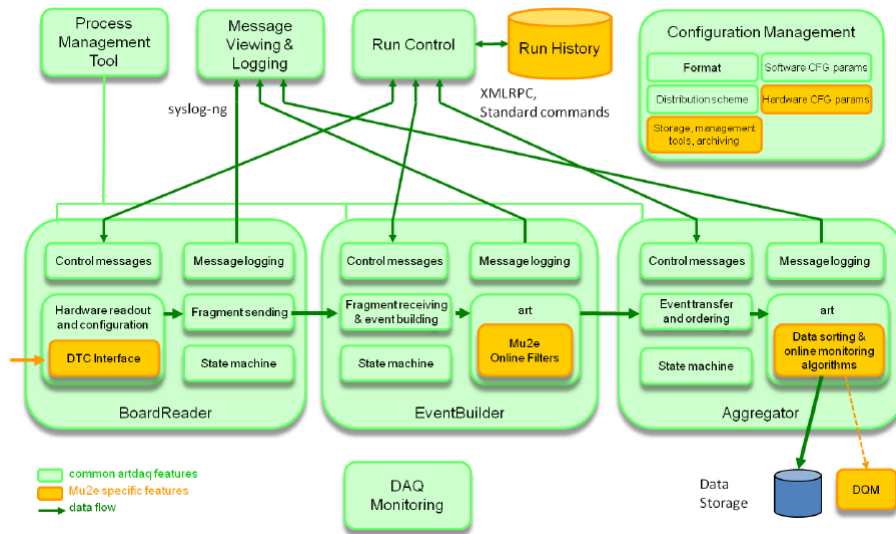 Process
Management
Tool
Message
Viewing &
Logging
Run Control
Run History
Configuration Management
Format
Software CFG params
Distribution scheme
Hardware CFG params
Storage, management
tools, archiving
syslog-ng
XMLRPC,
Standard commands
Control messages
Message logging
Hardware readout
and configuration
DTC Interface
Fragment sending
State machine
BoardReader
Control messages
Message logging
Fragment receiving
& event building
art
Mu2e
Online Filters
State machine
EventBuilder
Control messages
Message logging
Event transfer
and ordering
art
Data sorting &
online monitoring
algorithms
State machine
Aggregator
common artdaq features
Mu2e specific features
data flow
DAQ
Monitoring
Data
Storage
DQM